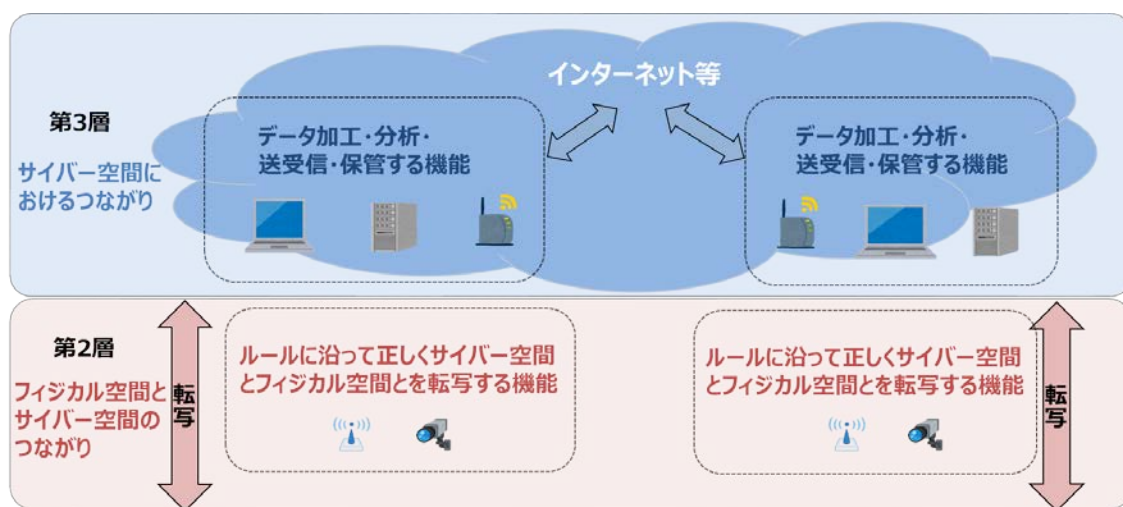 インターネット等
第3層
サイバー空間に
おけるつながり
データ加工・分析・
送受信・保管する機能
データ加工・分析・
送受信・保管する機能
第2層
フィジカル空間と
サイバー空間の
つながり
転写
ルールに沿って正しくサイバー空間
とフィジカル空間とを転写する機能
ルールに沿って正しくサイバー空間
とフィジカル空間とを転写する機能
転写